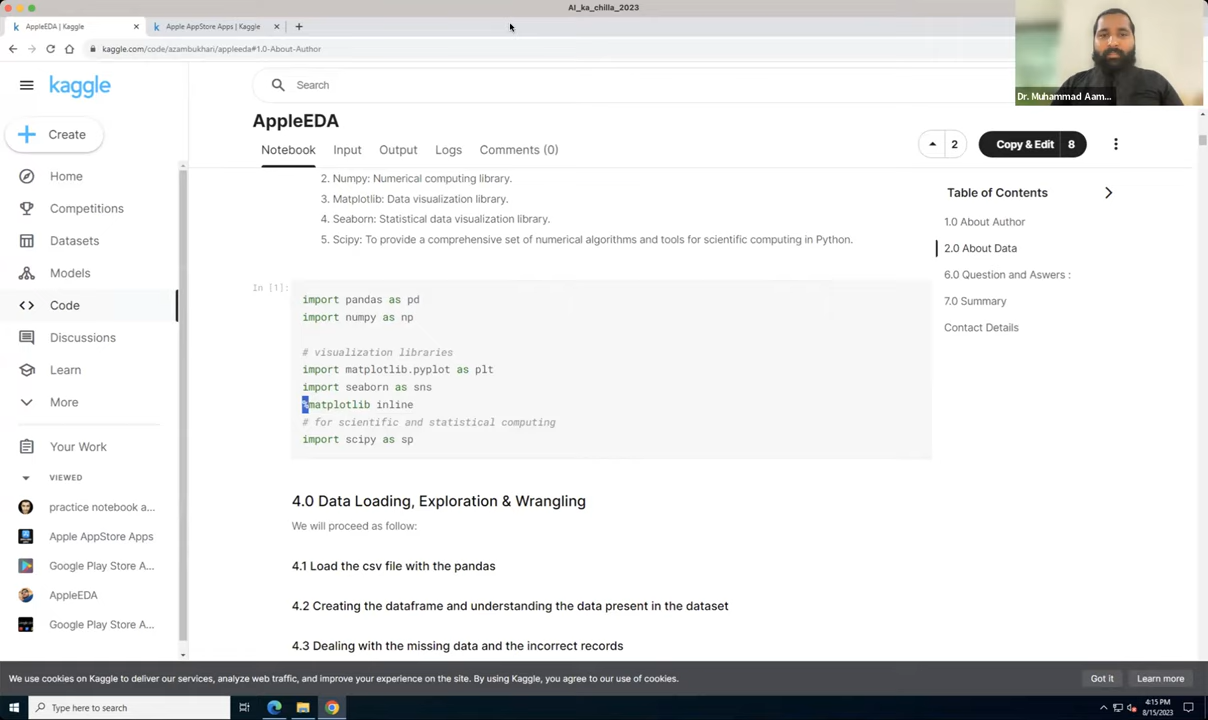 AI_ka_chilla_2023
AppleEDA | Kaggle
Apple AppStore Apps | Kaggle
kaggle.com/code/azambukhari/appleeda#1.0-About-Author
Dr. Muhammad Aam...
kaggle
Search
Create
AppleEDA
Notebook Input Output Logs Comments (0)
2
Copy & Edit 8
Home
Competitions
Datasets
Models
Code
Discussions
Learn
More
Your Work
VIEWED
practice notebook a...
Apple AppStore Apps
Google Play Store A...
AppleEDA
Google Play Store A...
2. Numpy: Numerical computing library.
3. Matplotlib: Data visualization library.
4. Seaborn: Statistical data visualization library.
5. Scipy: To provide a comprehensive set of numerical algorithms and tools for scientific computing in Python.
In [1]:
import pandas as pd
import numpy as np
# visualization libraries
import matplotlib.pyplot as plt
import seaborn as sns
%matplotlib inline
# for scientific and statistical computing
import scipy as sp
4.0 Data Loading, Exploration & Wrangling
We will proceed as follow:
4.1 Load the csv file with the pandas
4.2 Creating the dataframe and understanding the data present in the dataset
4.3 Dealing with the missing data and the incorrect records
Table of Contents
1.0 About Author
2.0 About Data
6.0 Question and Aswers :
7.0 Summary
Contact Details
We use cookies on Kaggle to deliver our services, analyze web traffic, and improve your experience on the site. By using Kaggle, you agree to our use of cookies.
Got it
Learn more
Type here to search
4:15 PM
8/15/2023